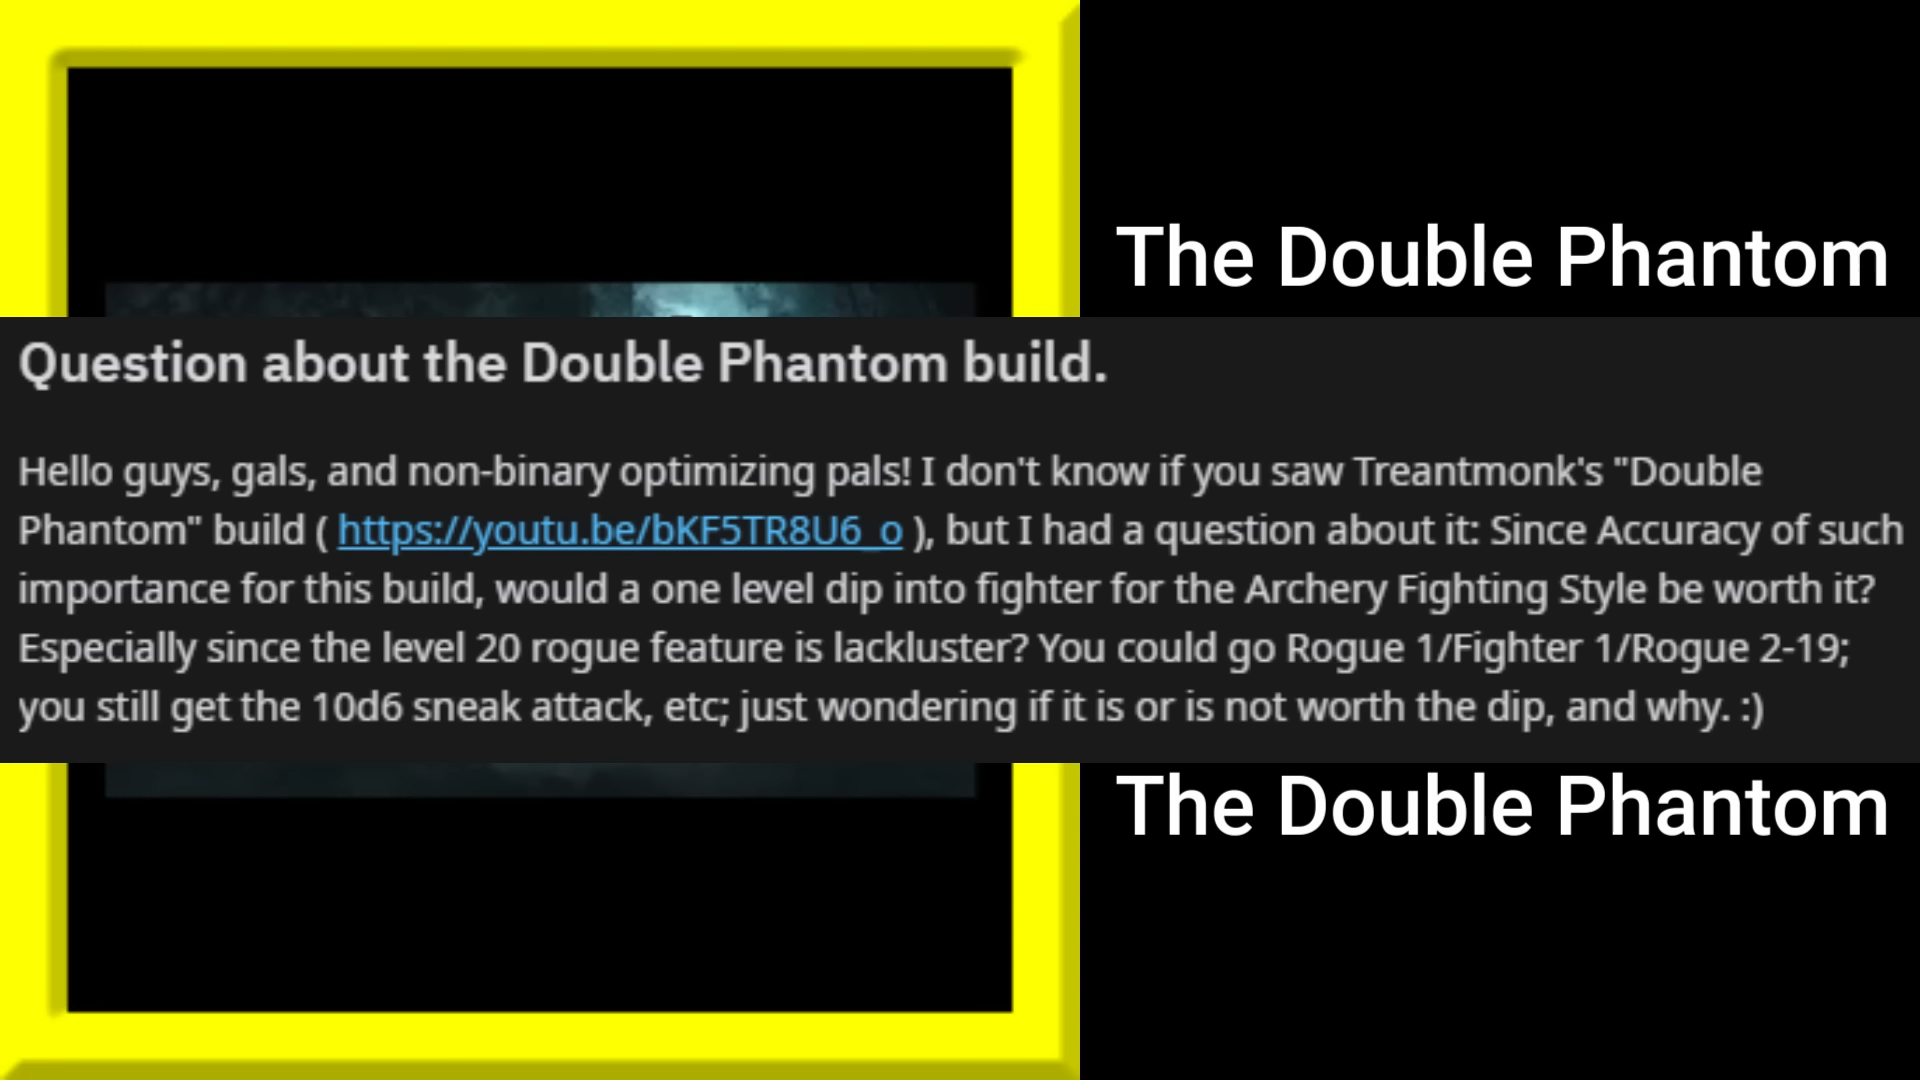 The Double Phantom
Question about the Double Phantom build.
Hello guys, gals, and non-binary optimizing pals! I don't know if you saw Treantmonk's "Double
Phantom" build ( https://youtu.be/bKF5TR8U6_o ), but I had a question about it: Since Accuracy of such
importance for this build, would a one level dip into fighter for the Archery Fighting Style be worth it?
Especially since the level 20 rogue feature is lackluster? You could go Rogue 1/Fighter 1/Rogue 2-19;
you still get the 10d6 sneak attack, etc; just wondering if it is or is not worth the dip, and why. :)
The Double Phantom